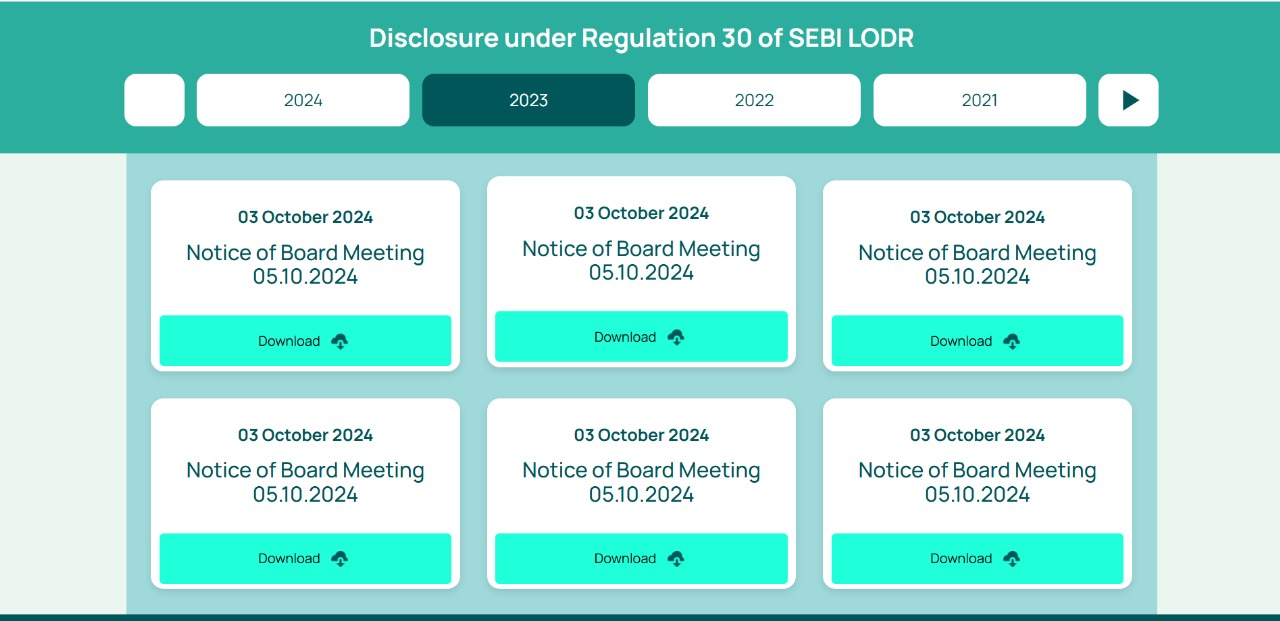 Disclosure under Regulation 30 of SEBI LODR
2024
2023
2022
2021
03 October 2024
Notice of Board Meeting
05.10.2024
Download
03 October 2024
Notice of Board Meeting
05.10.2024
Download
03 October 2024
Notice of Board Meeting
05.10.2024
Download
03 October 2024
Notice of Board Meeting
05.10.2024
Download
03 October 2024
Notice of Board Meeting
05.10.2024
Download
03 October 2024
Notice of Board Meeting
05.10.2024
Download